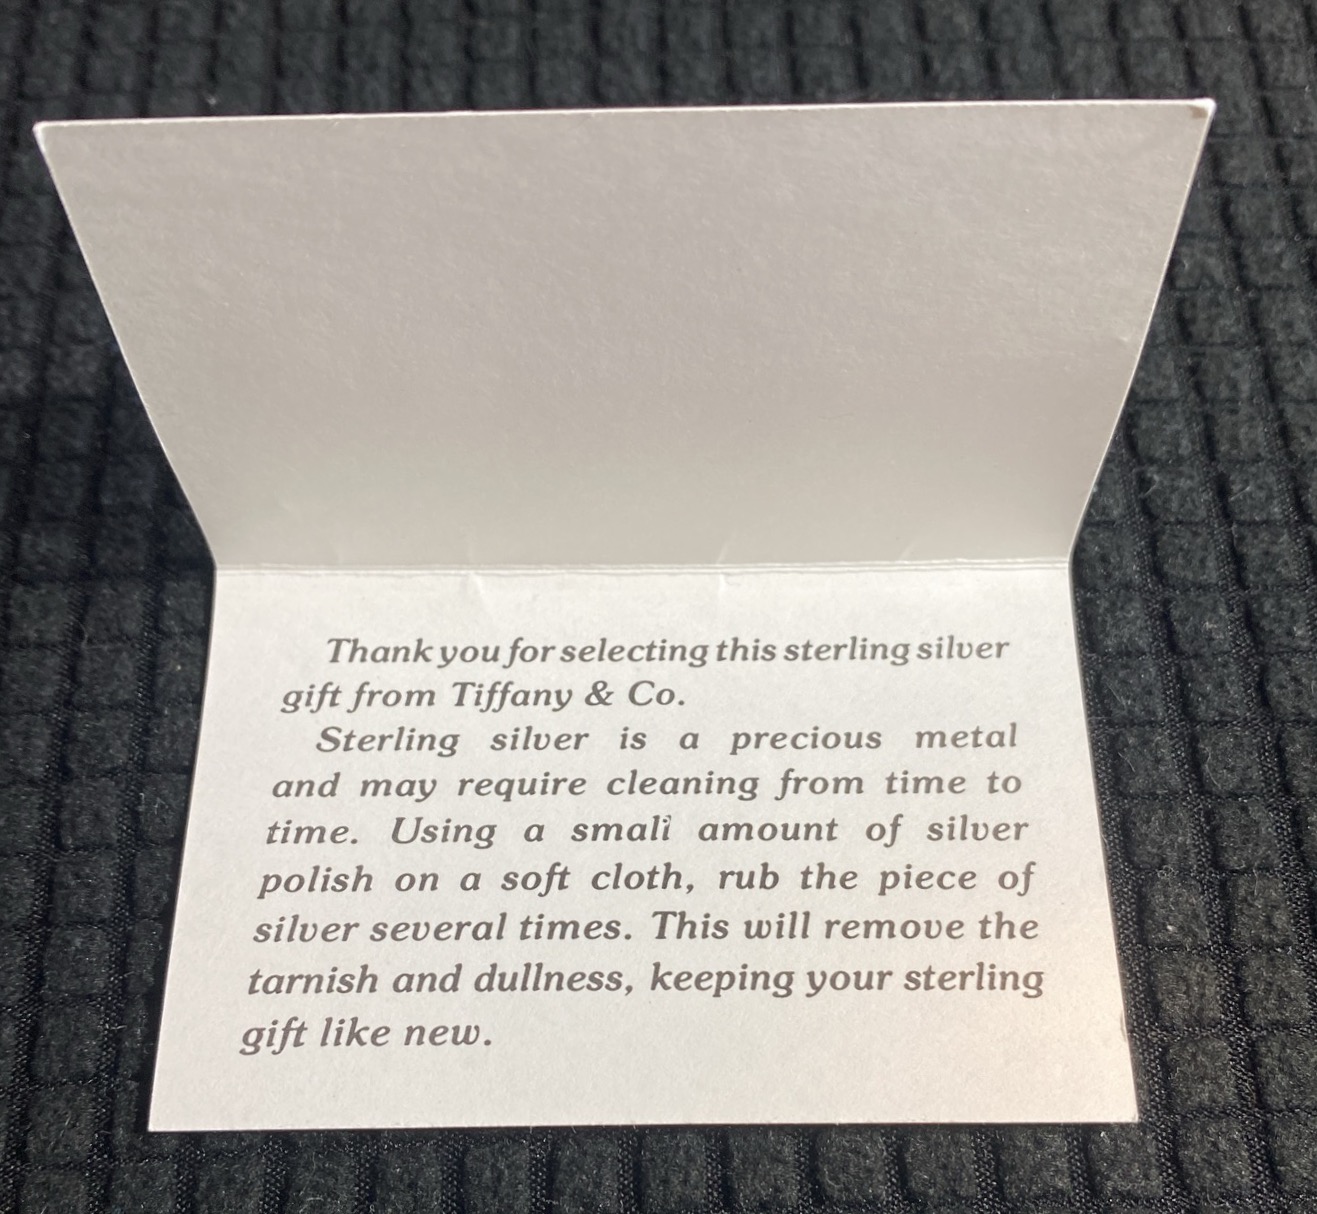 Thank you for selecting this sterling silver
gift from Tiffany & Co.
Sterling silver is a precious metal
and may require cleaning from time to
time. Using a small amount of silver
polish on a soft cloth, rub the piece of
silver several times. This will remove the
tarnish and dullness, keeping your sterling
gift like new.